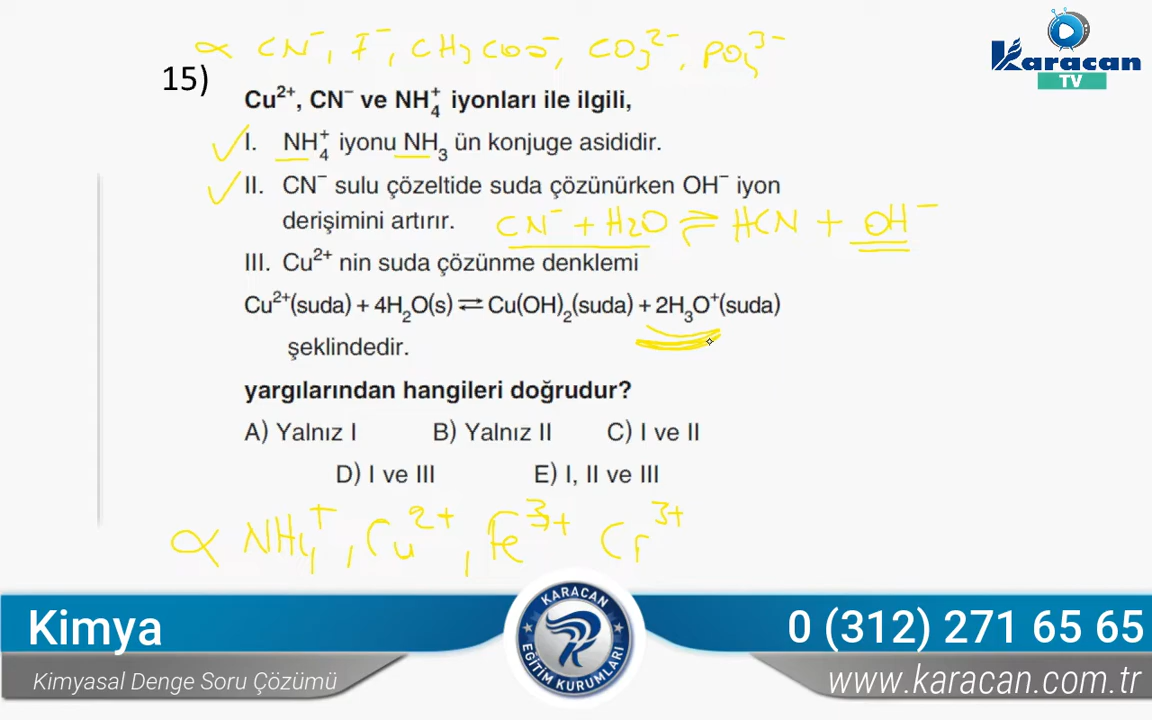 ∝ CN⁻, F⁻, CH3COO⁻, CO3²⁻, PO4³⁻
Karacan
TV
15)
Cu²⁺, CN⁻ ve NH₄⁺ iyonları ile ilgili,
I. NH₄⁺ iyonu NH₃ ün konjuge asididir.
II. CN⁻ sulu çözeltide suda çözünürken OH⁻ iyon
derişimini artırır. CN⁻ + H2O ⇌ HCN + OH⁻
III. Cu²⁺ nin suda çözünme denklemi
Cu²⁺(suda) + 4H₂O(s) ⇌ Cu(OH)₂(suda) + 2H₃O⁺(suda)
şeklindedir.
yargılarından hangileri doğrudur?
A) Yalnız I B) Yalnız II C) I ve II
D) I ve III E) I, II ve III
∝ NH4⁺, Cu²⁺, Fe³⁺ Cr³⁺
Kimya
KARACAN
EĞİTİM KURUMLARI
0 (312) 271 65 65
Kimyasal Denge Soru Çözümü
www.karacan.com.tr